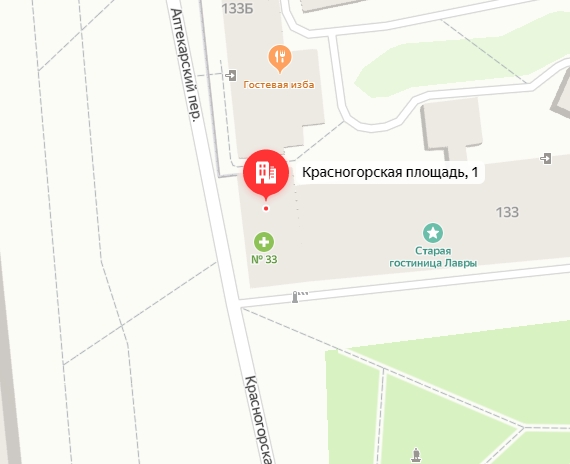 133Б
Аптекарский пер.
Гостевая изба
Красногорская площадь, 1
133
Старая
гостиница Лавры
№ 33
Красногорска